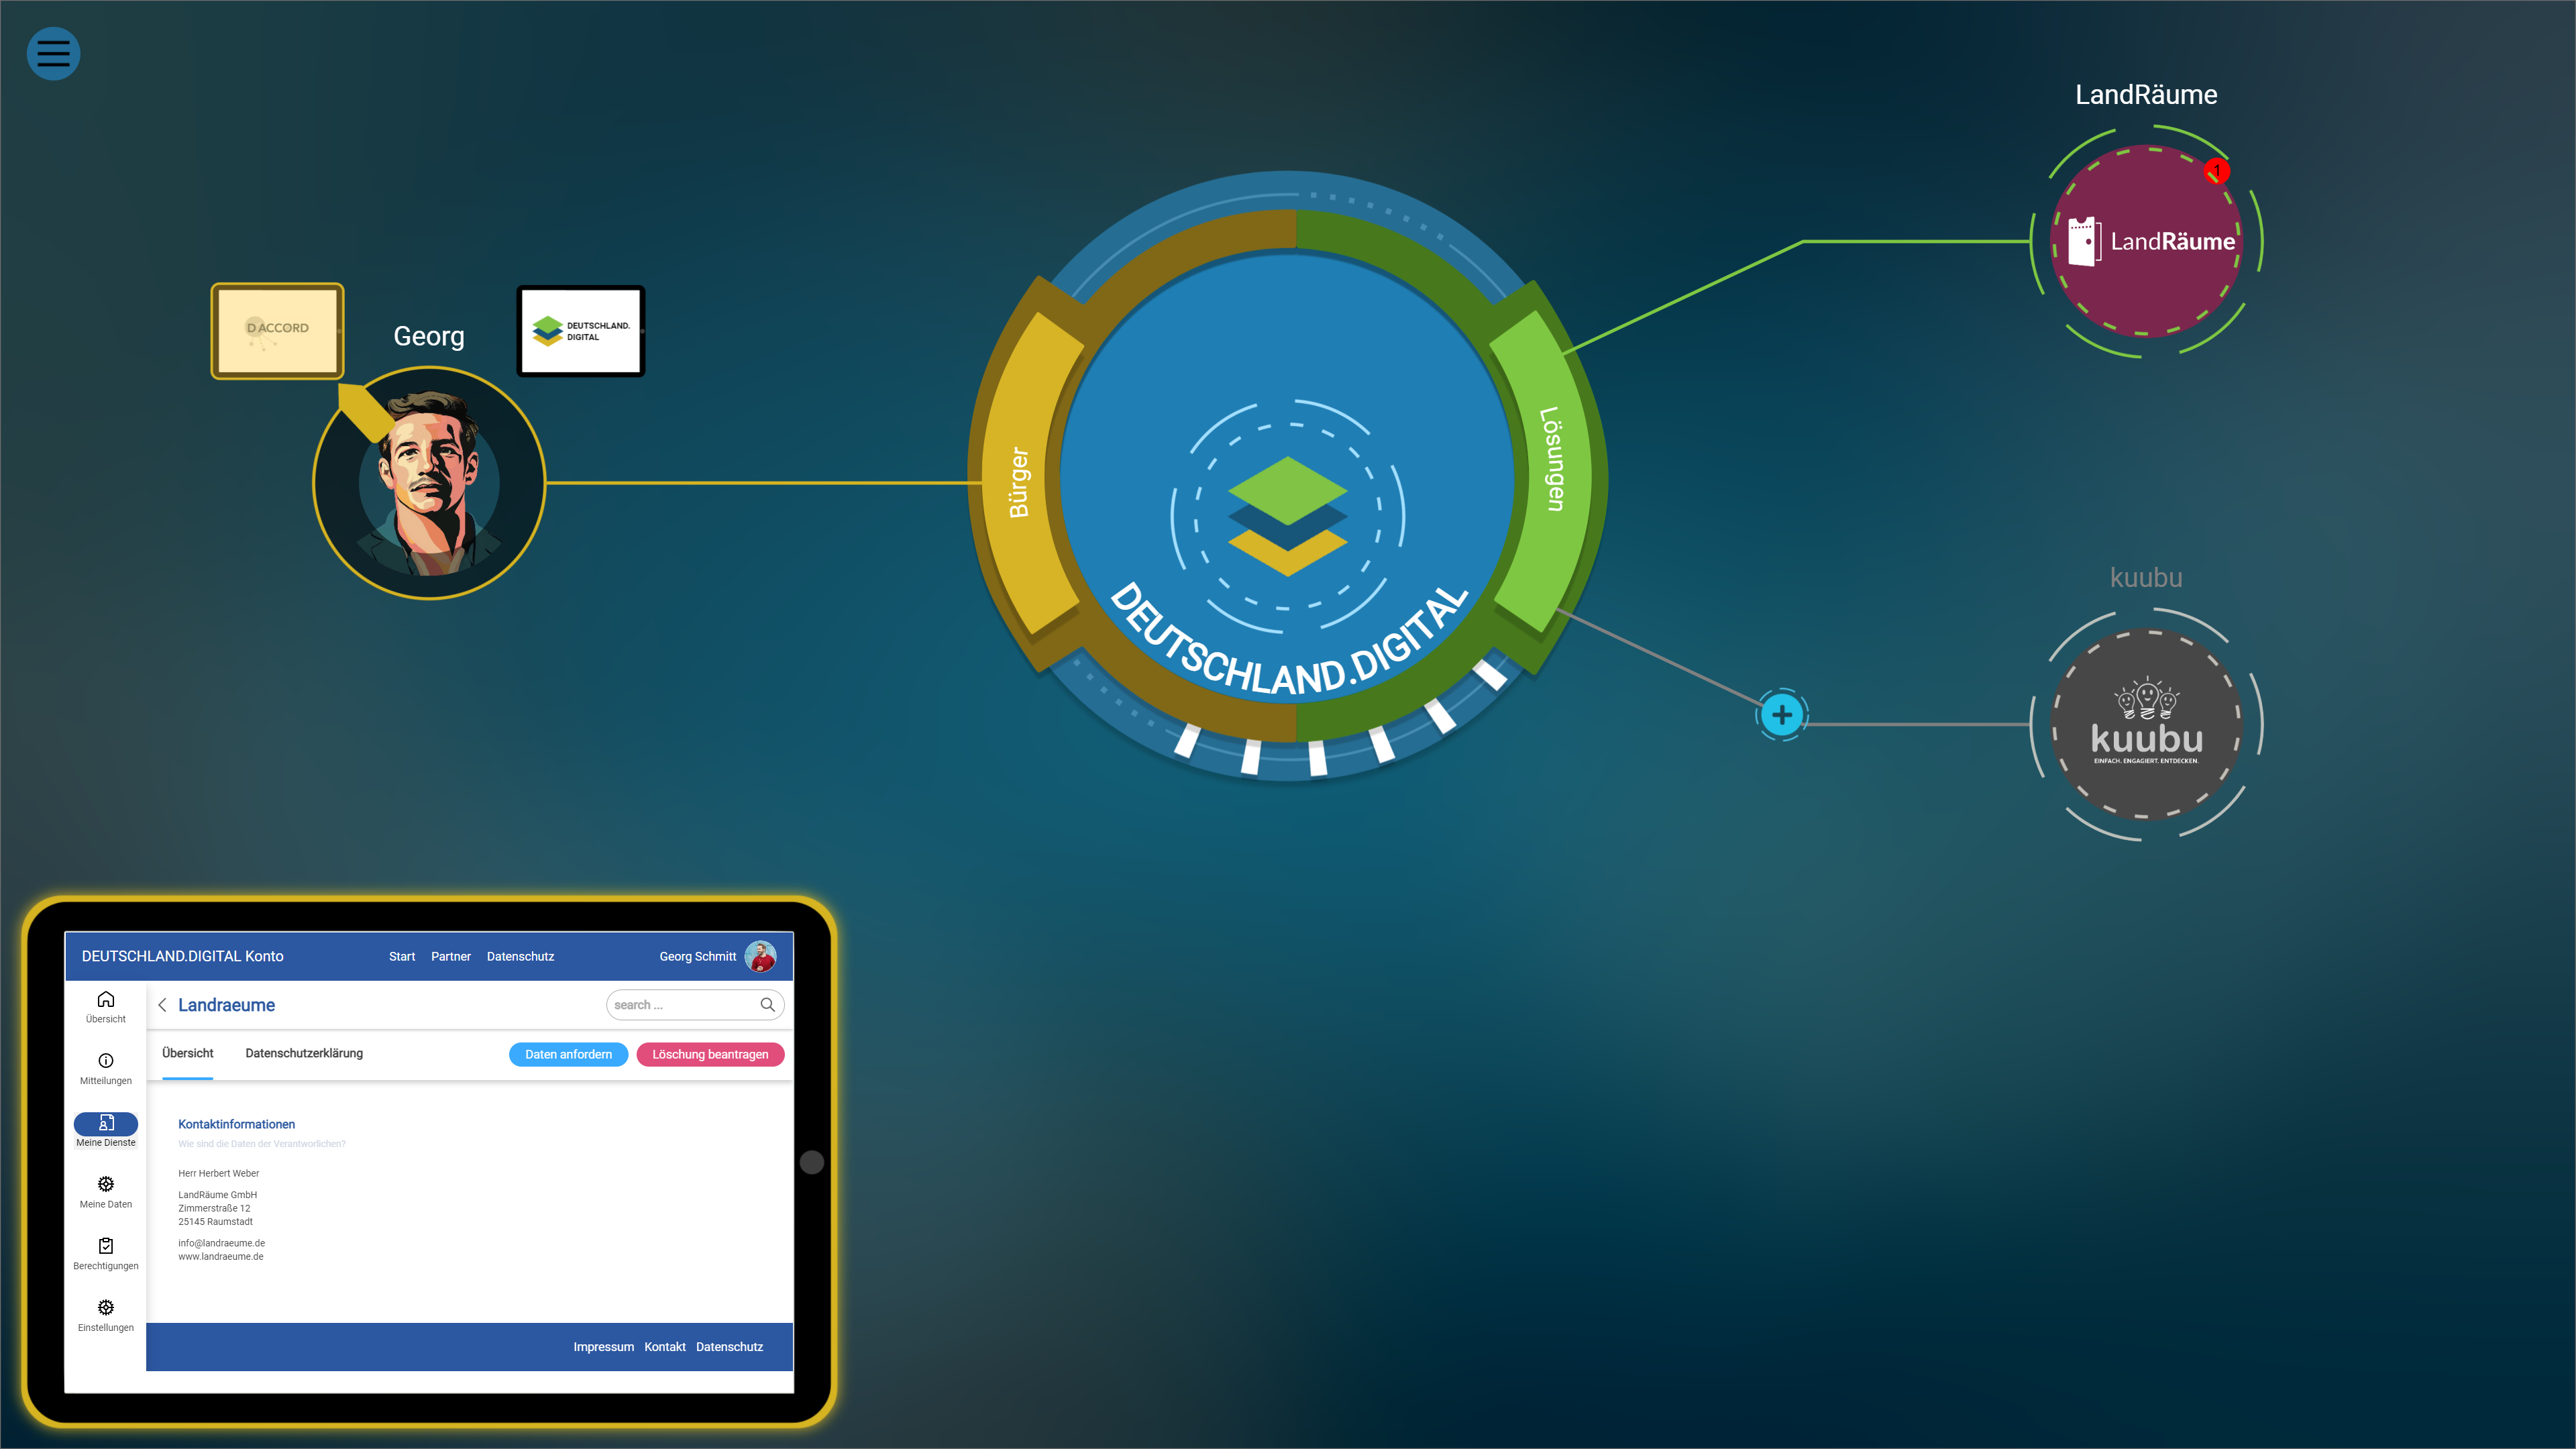 LandRäume
1
LandRäume
Georg
D ACCORD
DEUTSCHLAND.
DIGITAL
Bürger
Lösungen
DEUTSCHLAND.DIGITAL
kuubu
kuubu
EINFACH. ENGAGIERT. ENTDECKEN.
DEUTSCHLAND.DIGITAL Konto
Start Partner Datenschutz
Georg Schmitt
Übersicht
Mitteilungen
Meine Dienste
Meine Daten
Berechtigungen
Einstellungen
Landraeume
search ...
Übersicht Datenschutzerklärung
Daten anfordern Löschung beantragen
Kontaktinformationen
Wie sind die Daten der Verantworlichen?
Herr Herbert Weber
LandRäume GmbH
Zimmerstraße 12
25145 Raumstadt
info@landraeume.de
www.landraeume.de
Impressum Kontakt Datenschutz